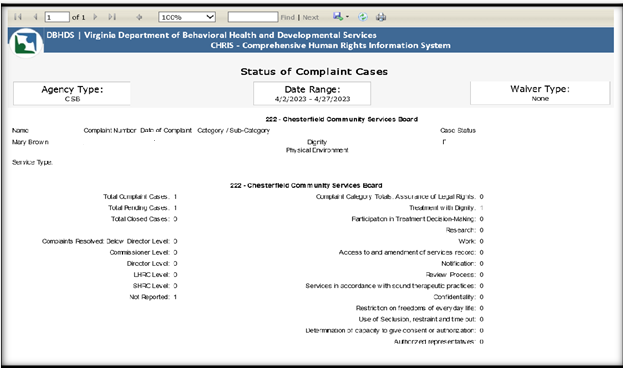 1 of 1 100% Find | Next
DBHDS | Virginia Department of Behavioral Health and Developmental Services
CHRIS - Comprehensive Human Rights Information System
Status of Complaint Cases
Agency Type: Date Range: Waiver Type:
CSB 4/2/2023 - 4/27/2023 None
222 - Chesterfield Community Services Board
Name Complaint Number Date of Complaint Category / Sub-Category Case Status
Mary Brown Dignity
Physical Environment
Service Type:
222 - Chesterfield Community Services Board
Total Complaint Cases: 1 Complaint Category Totals: Assurance of Legal Rights: 0
Total Pending Cases: 1 Treatment with Dignity: 1
Total Closed Cases: 0 Participation in Treatment Decision-Making: 0
Research: 0
Complaints Resolved: Below Director Level: 0 Work: 0
Commissioner Level: 0 Access to and amendment of services record: 0
Director Level: 0 Notification: 0
LHRC Level: 0 Review Process: 0
SHRC Level: 0 Services in accordance with sound therapeutic practices: 0
Not Reported: 1 Confidentiality: 0
Restriction on freedoms of everyday life: 0
Use of Seclusion, restraint and time out: 0
Determination of capacity to give consent or authorization: 0
Authorized representatives: 0